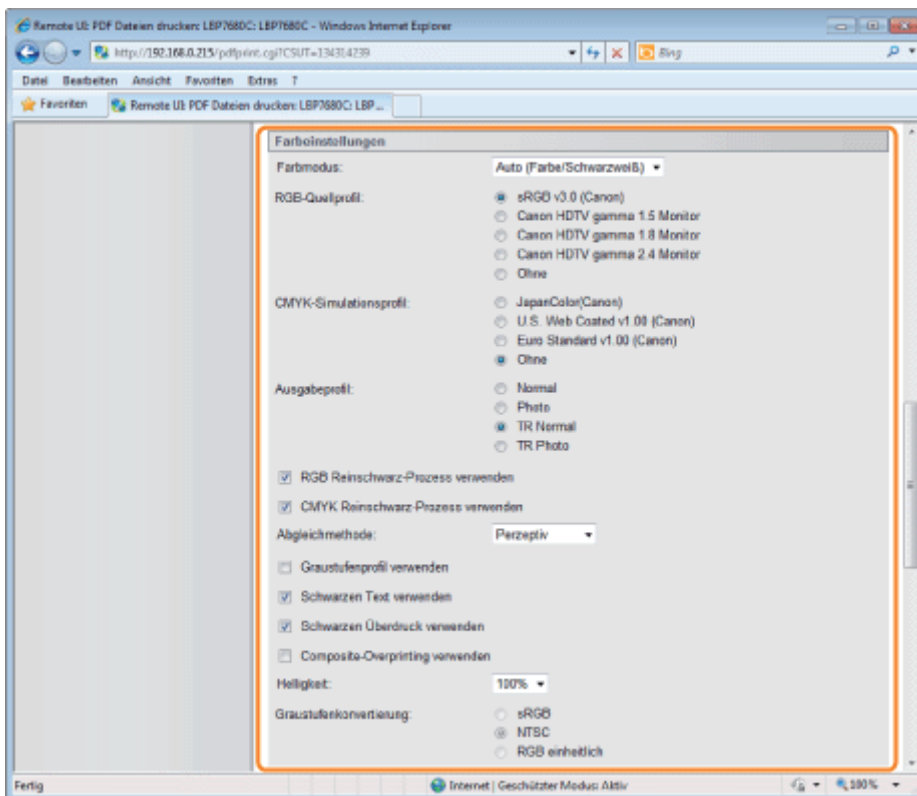 Remote UI: PDF Dateien drucken: LBP7680C: LBP7680C - Windows Internet Explorer
http://192.168.0.215/pdfprint.cgi?CSUT=134314239
Bing
Datei Bearbeiten Ansicht Favoriten Extras ?
Favoriten
Remote UI: PDF Dateien drucken: LBP7680C: LBP ...
Farbeinstellungen
Farbmodus: Auto (Farbe/Schwarzweiß)
RGB-Quellprofil: sRGB v3.0 (Canon)
Canon HDTV gamma 1.5 Monitor
Canon HDTV gamma 1.8 Monitor
Canon HDTV gamma 2.4 Monitor
Ohne
CMYK-Simulationsprofil: JapanColor(Canon)
U.S. Web Coated v1.00 (Canon)
Euro Standard v1.00 (Canon)
Ohne
Ausgabeprofil: Normal
Photo
TR Normal
TR Photo
RGB Reinschwarz-Prozess verwenden
CMYK Reinschwarz-Prozess verwenden
Abgleichmethode: Perzeptiv
Graustufenprofil verwenden
Schwarzen Text verwenden
Schwarzen Überdruck verwenden
Composite-Overprinting verwenden
Helligkeit: 100%
Graustufenkonvertierung: sRGB
NTSC
RGB einheitlich
Fertig
Internet | Geschützter Modus: Aktiv
100%